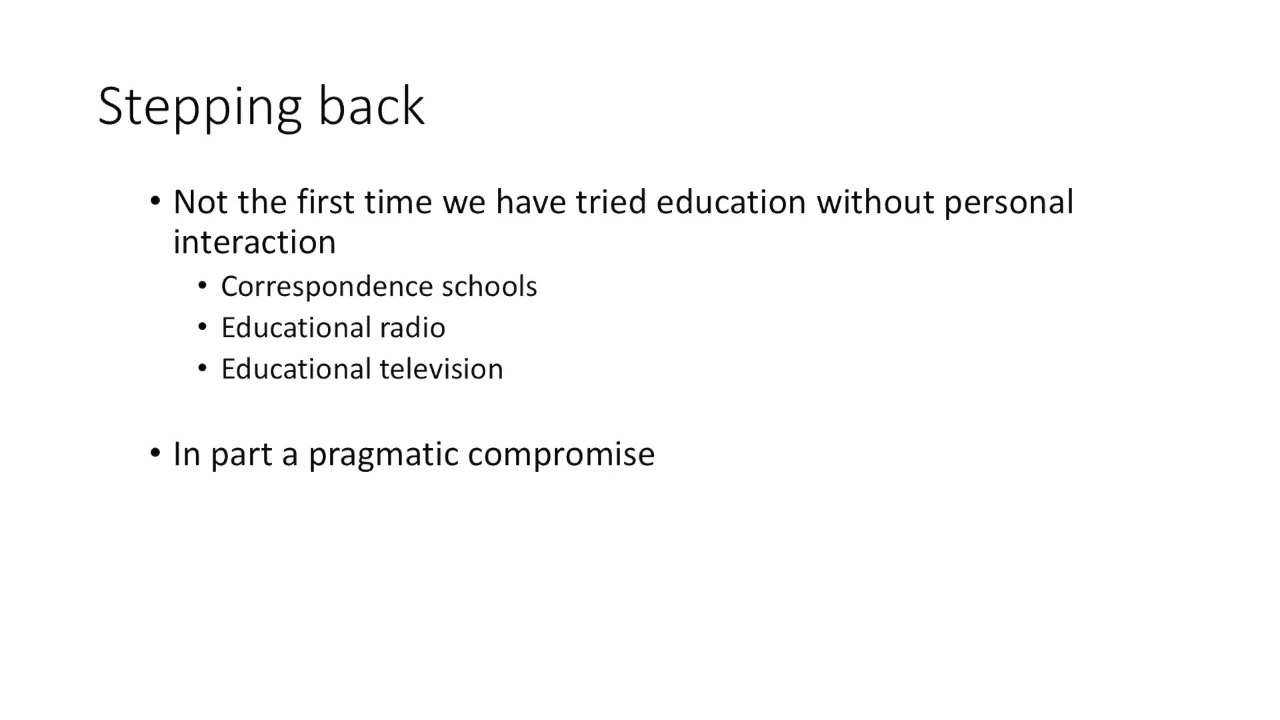 Stepping back
• Not the first time we have tried education without personal
interaction
• Correspondence schools
• Educational radio
• Educational television
• In part a pragmatic compromise